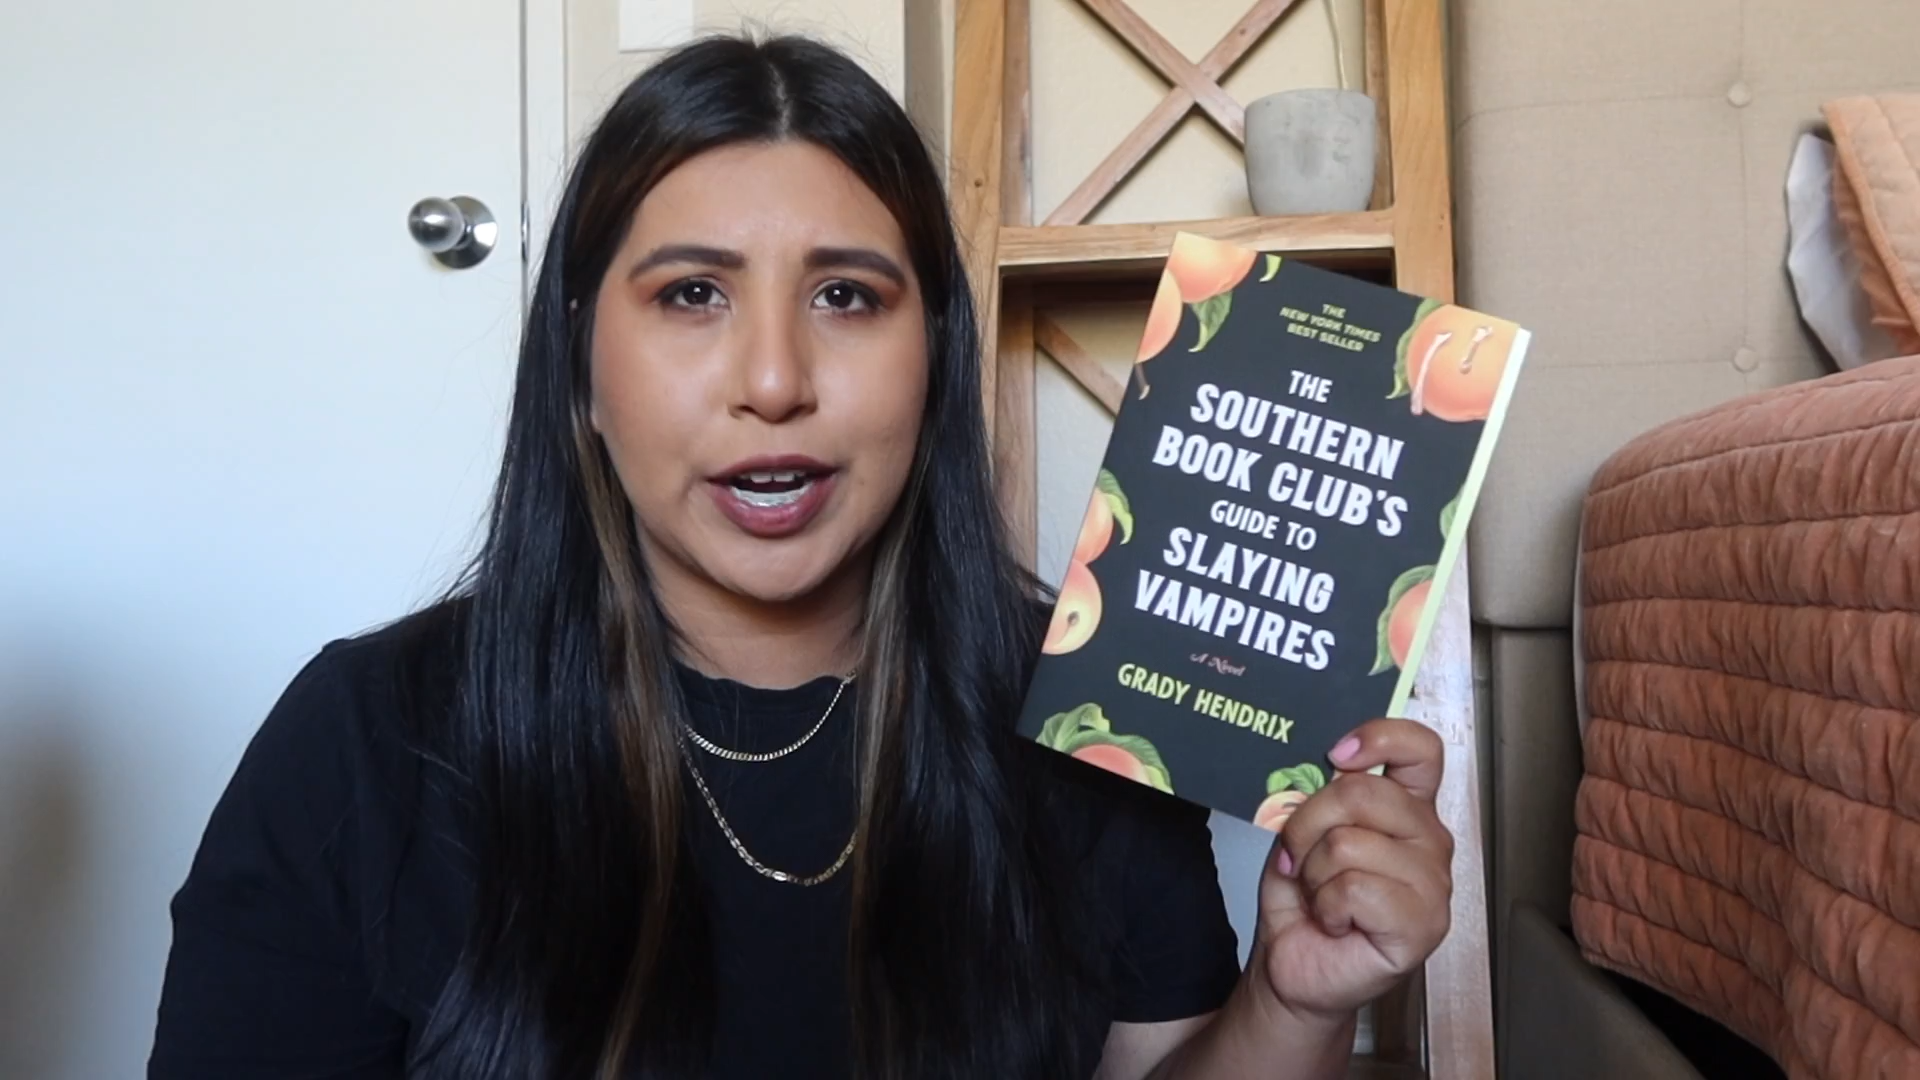 THE
NEW YORK TIMES
BEST SELLER
THE
SOUTHERN
BOOK CLUB'S
GUIDE TO
SLAYING
VAMPIRES
A Novel
GRADY HENDRIX